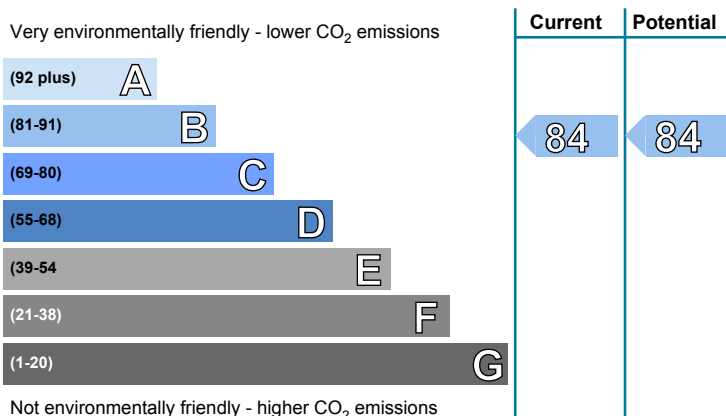 Current Potential
Very environmentally friendly - lower CO₂ emissions
(92 plus) A
(81-91) B 84 84
(69-80) C
(55-68) D
(39-54 E
(21-38) F
(1-20) G
Not environmentally friendly - higher CO₂ emissions